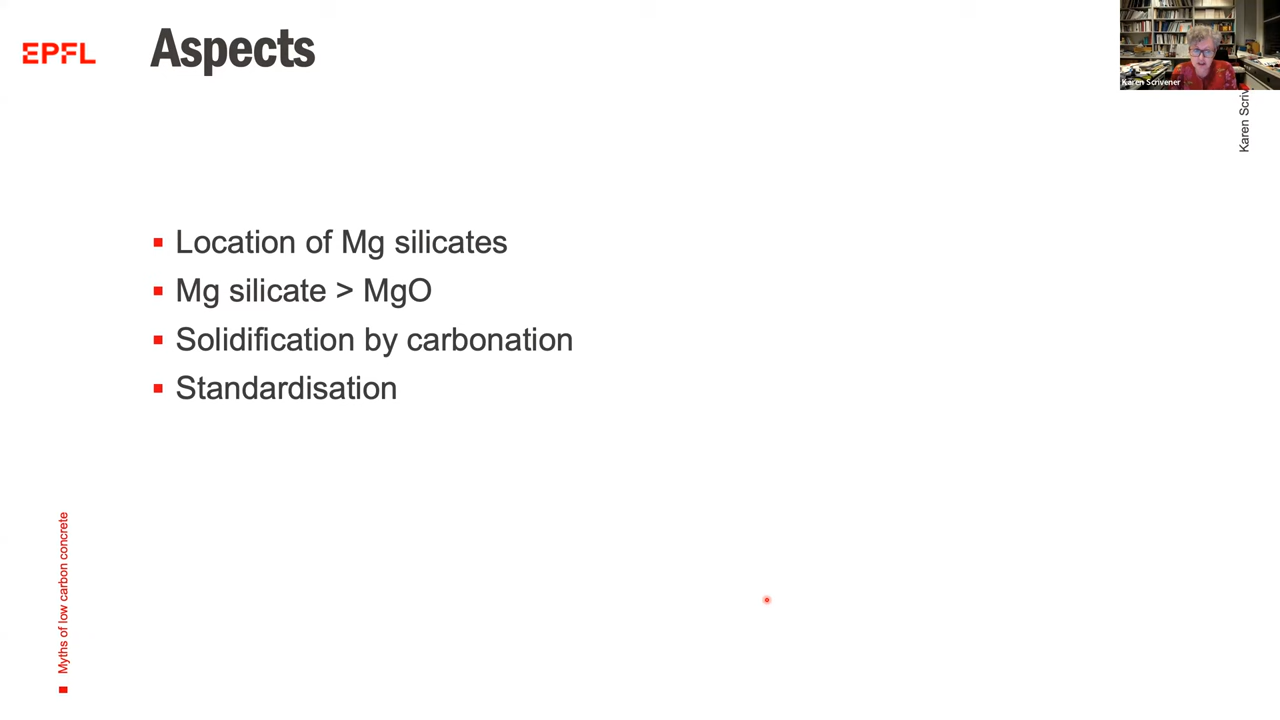 EPFL
Aspects
Karen Scrivener
Karen Scriv
Location of Mg silicates
Mg silicate > MgO
Solidification by carbonation
Standardisation
Myths of low carbon concrete